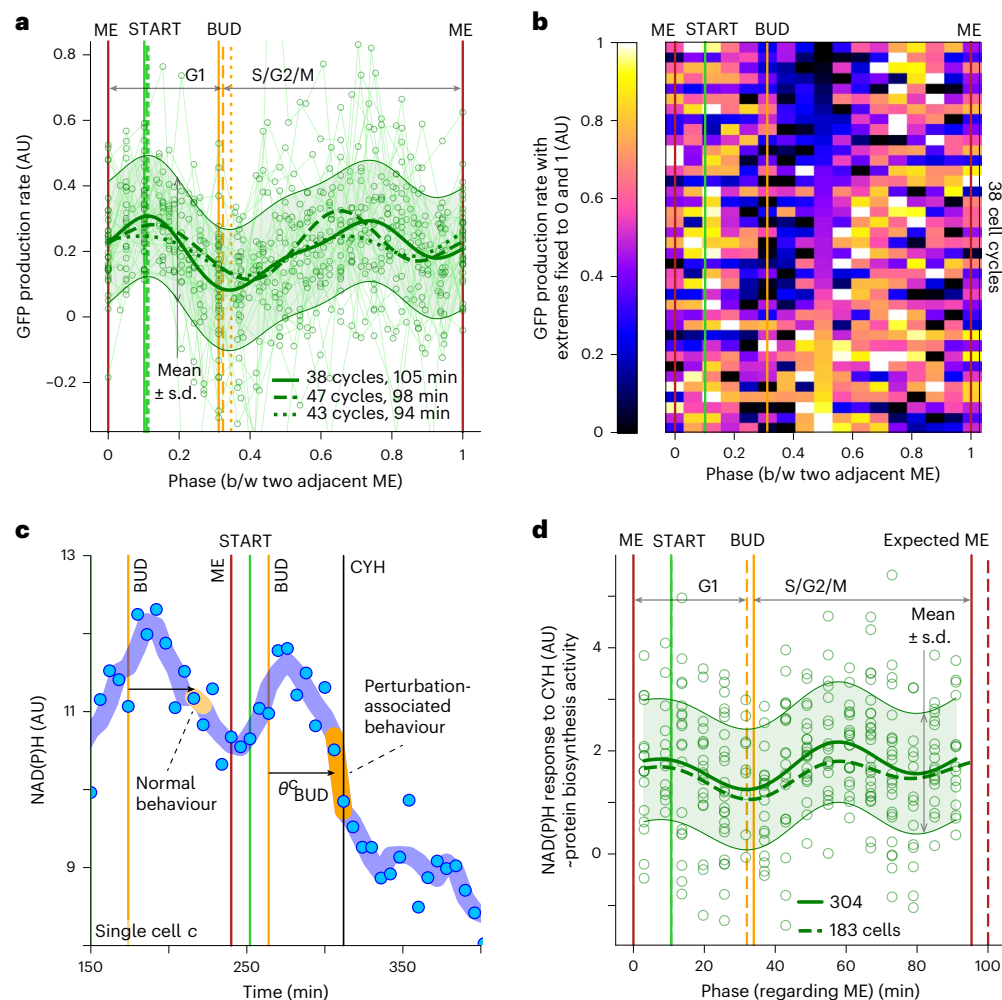 a
ME
START
BUD
ME
G1
S/G2/M
0.8
0.6
0.4
0.2
0
−0.2
GFP production rate (AU)
Mean
± s.d.
38 cycles, 105 min
47 cycles, 98 min
43 cycles, 94 min
0
0.2
0.4
0.6
0.8
1
Phase (b/w two adjacent ME)
b
ME
START
BUD
ME
1
0.8
0.6
0.4
0.2
0
GFP production rate with
extremes fixed to 0 and 1 (AU)
38 cell cycles
0
0.2
0.4
0.6
0.8
1
Phase (b/w two adjacent ME)
c
START
BUD
ME
BUD
CYH
13
11
9
NAD(P)H (AU)
Normal
behaviour
Perturbation-
associated
behaviour
θᶜBUD
Single cell c
150
250
350
Time (min)
d
ME
START
BUD
Expected ME
G1
S/G2/M
Mean
± s.d.
4
2
0
NAD(P)H response to CYH (AU)
~protein biosynthesis activity
304
183 cells
0
20
40
60
80
100
Phase (regarding ME) (min)